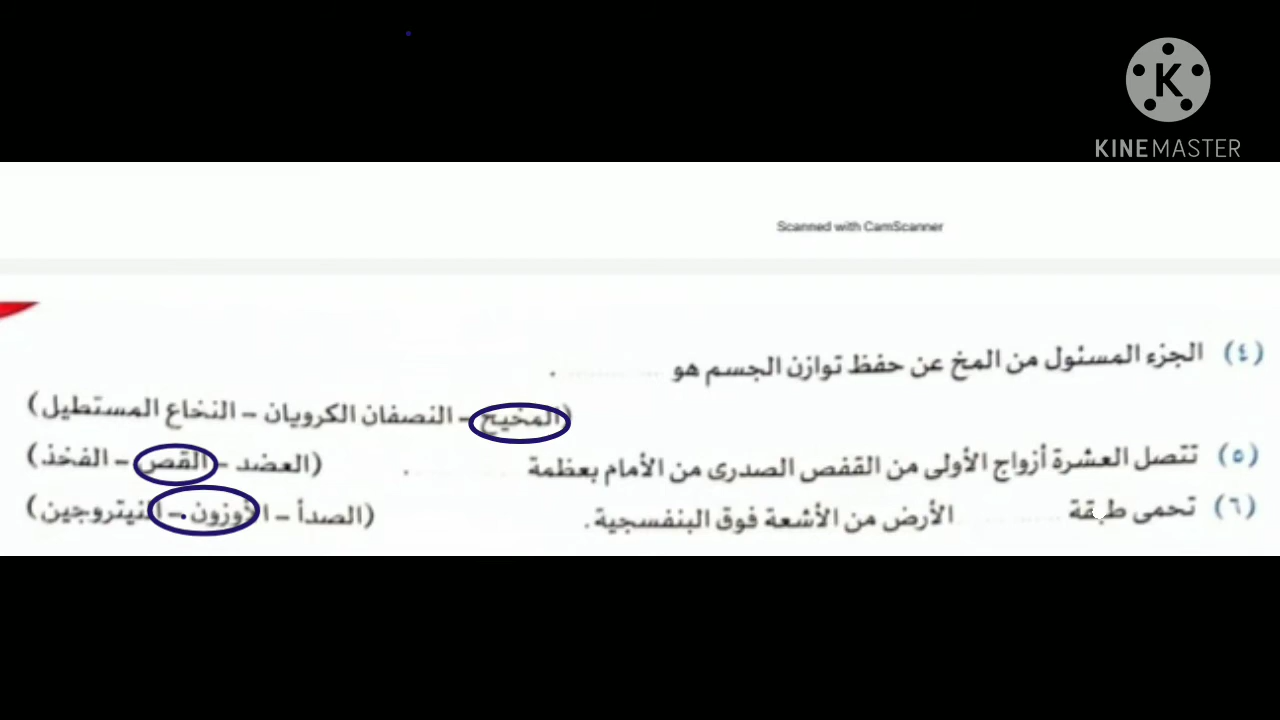 KINEMASTER
Scanned with CamScanner
(٤) الجزء المسئول من المخ عن حفظ توازن الجسم هو ............ .
(المخيخ – النصفان الكرويان – النخاع المستطيل)
(٥) تتصل العشرة أزواج الأولى من القفص الصدرى من الأمام بعظمة ............ . (العضد – القص – الفخذ)
(٦) تحمى طبقة ............ الأرض من الأشعة فوق البنفسجية. (الصدأ – الأوزون – النيتروجين)